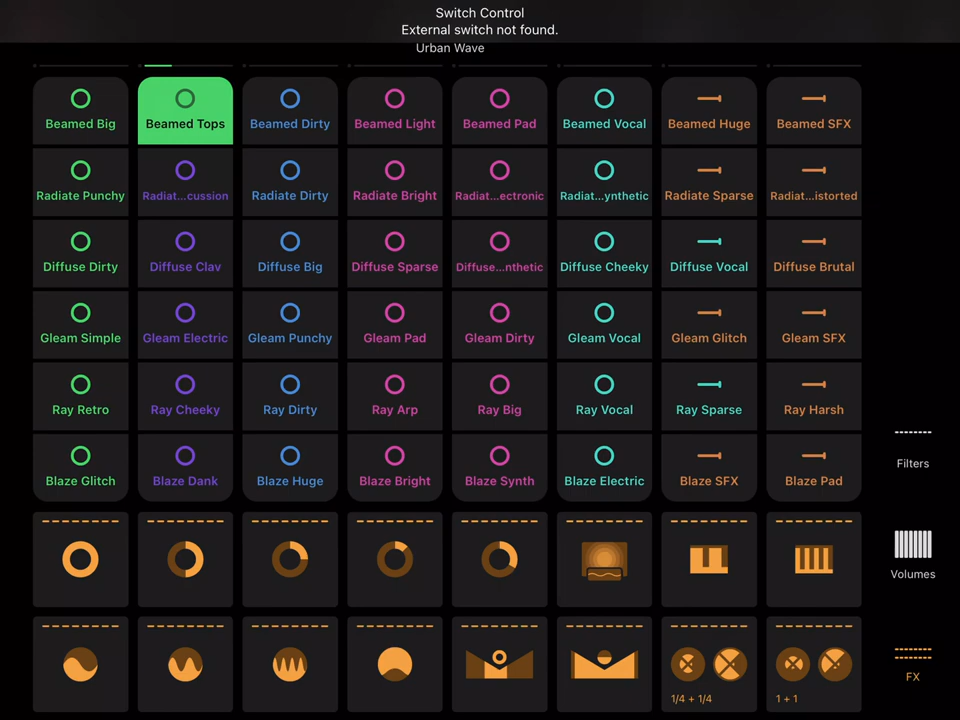 Switch Control
External switch not found.
Urban Wave
Beamed Big
Beamed Tops
Beamed Dirty
Beamed Light
Beamed Pad
Beamed Vocal
Beamed Huge
Beamed SFX
Radiate Punchy
Radiat...cussion
Radiate Dirty
Radiate Bright
Radiat...ectronic
Radiat...ynthetic
Radiate Sparse
Radiat...istorted
Diffuse Dirty
Diffuse Clav
Diffuse Big
Diffuse Sparse
Diffuse...nthetic
Diffuse Cheeky
Diffuse Vocal
Diffuse Brutal
Gleam Simple
Gleam Electric
Gleam Punchy
Gleam Pad
Gleam Dirty
Gleam Vocal
Gleam Glitch
Gleam SFX
Ray Retro
Ray Cheeky
Ray Dirty
Ray Arp
Ray Big
Ray Vocal
Ray Sparse
Ray Harsh
Blaze Glitch
Blaze Dank
Blaze Huge
Blaze Bright
Blaze Synth
Blaze Electric
Blaze SFX
Blaze Pad
Filters
Volumes
FX
1/4 + 1/4
1 + 1